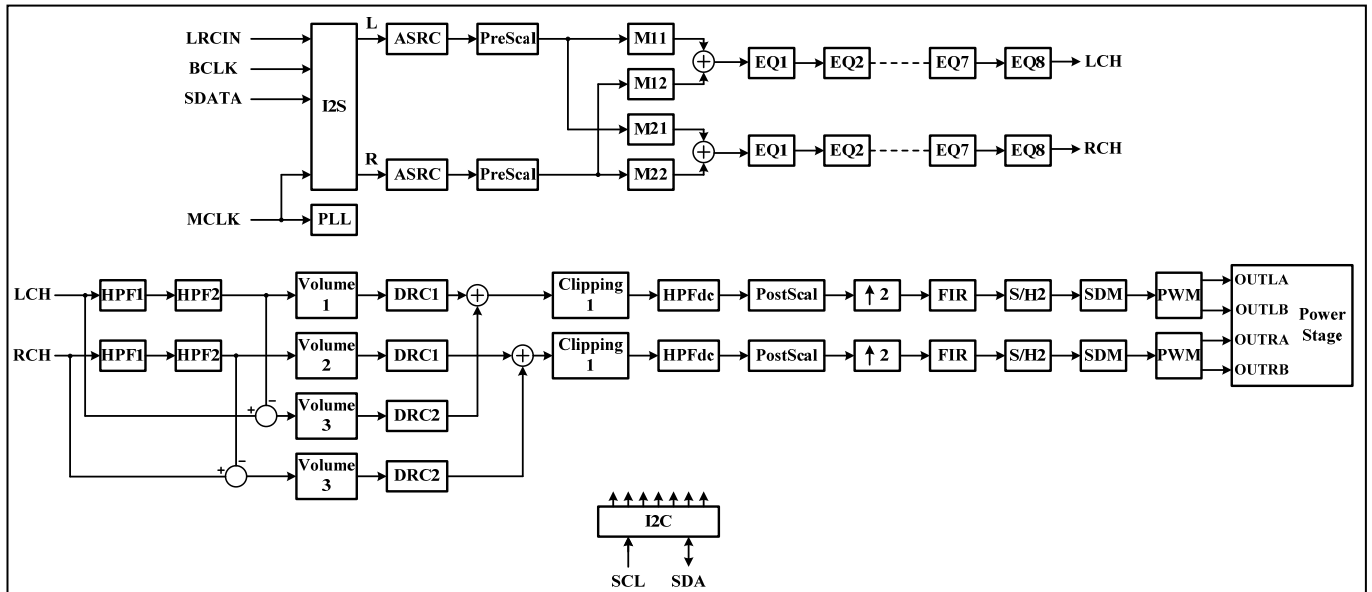 LRCIN
BCLK
SDATA
MCLK
I2S
PLL
L
ASRC
PreScal
R
ASRC
PreScal
M11
M12
M21
M22
+
EQ1
EQ2
EQ7
EQ8
LCH
+
EQ1
EQ2
EQ7
EQ8
RCH
LCH
HPF1
HPF2
Volume
1
DRC1
+
Clipping
1
HPFdc
PostScal
↑ 2
FIR
S/H2
SDM
PWM
OUTLA
OUTLB
RCH
HPF1
HPF2
Volume
2
DRC1
+
Clipping
1
HPFdc
PostScal
↑ 2
FIR
S/H2
SDM
PWM
OUTRA
OUTRB
Power
Stage
+
−
Volume
3
DRC2
+
−
Volume
3
DRC2
I2C
SCL
SDA